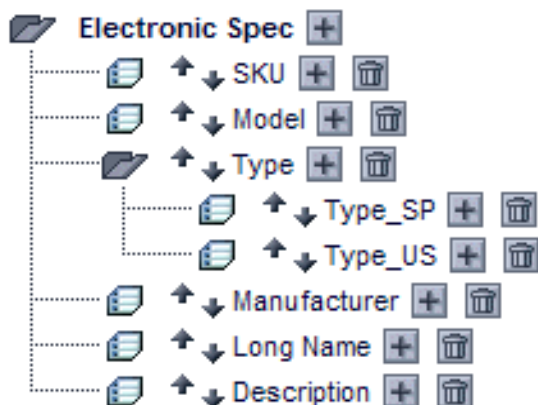 Electronic Spec
SKU
Model
Type
Type_SP
Type_US
Manufacturer
Long Name
Description